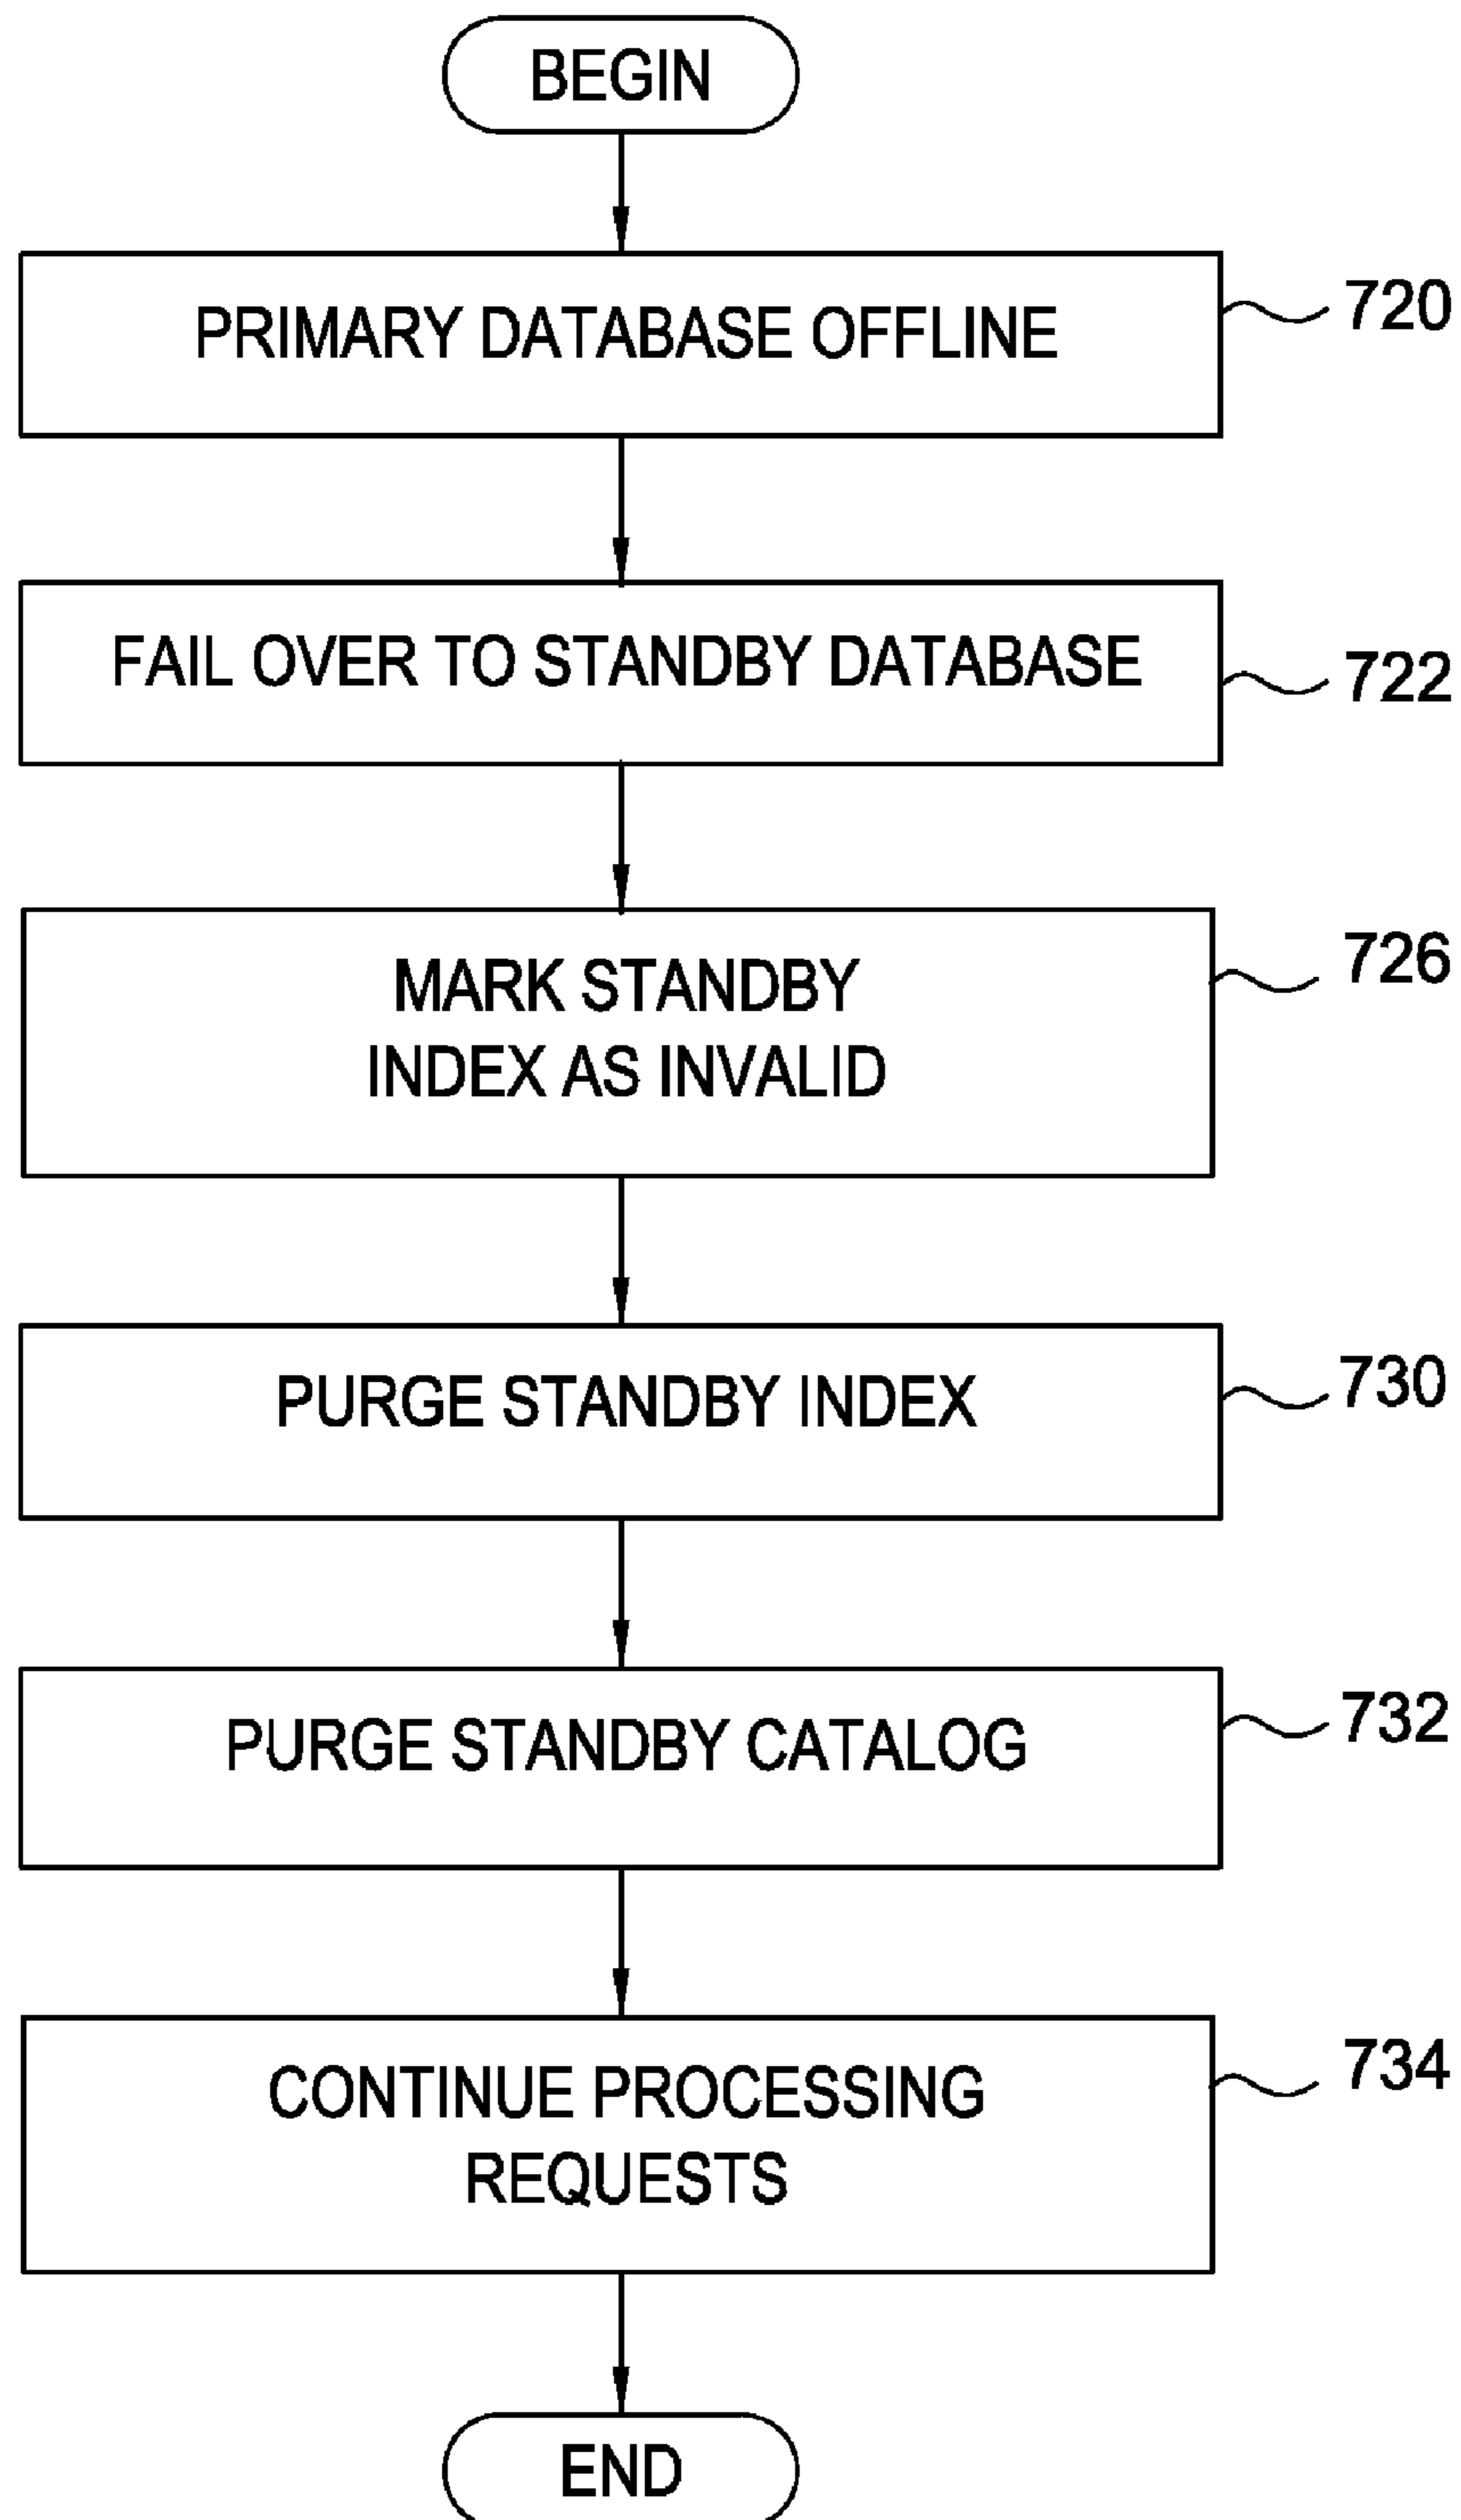 BEGIN
PRIMARY DATABASE OFFLINE
720
FAIL OVER TO STANDBY DATABASE
722
MARK STANDBY
INDEX AS INVALID
726
PURGE STANDBY INDEX
730
PURGE STANDBY CATALOG
732
CONTINUE PROCESSING
REQUESTS
734
END